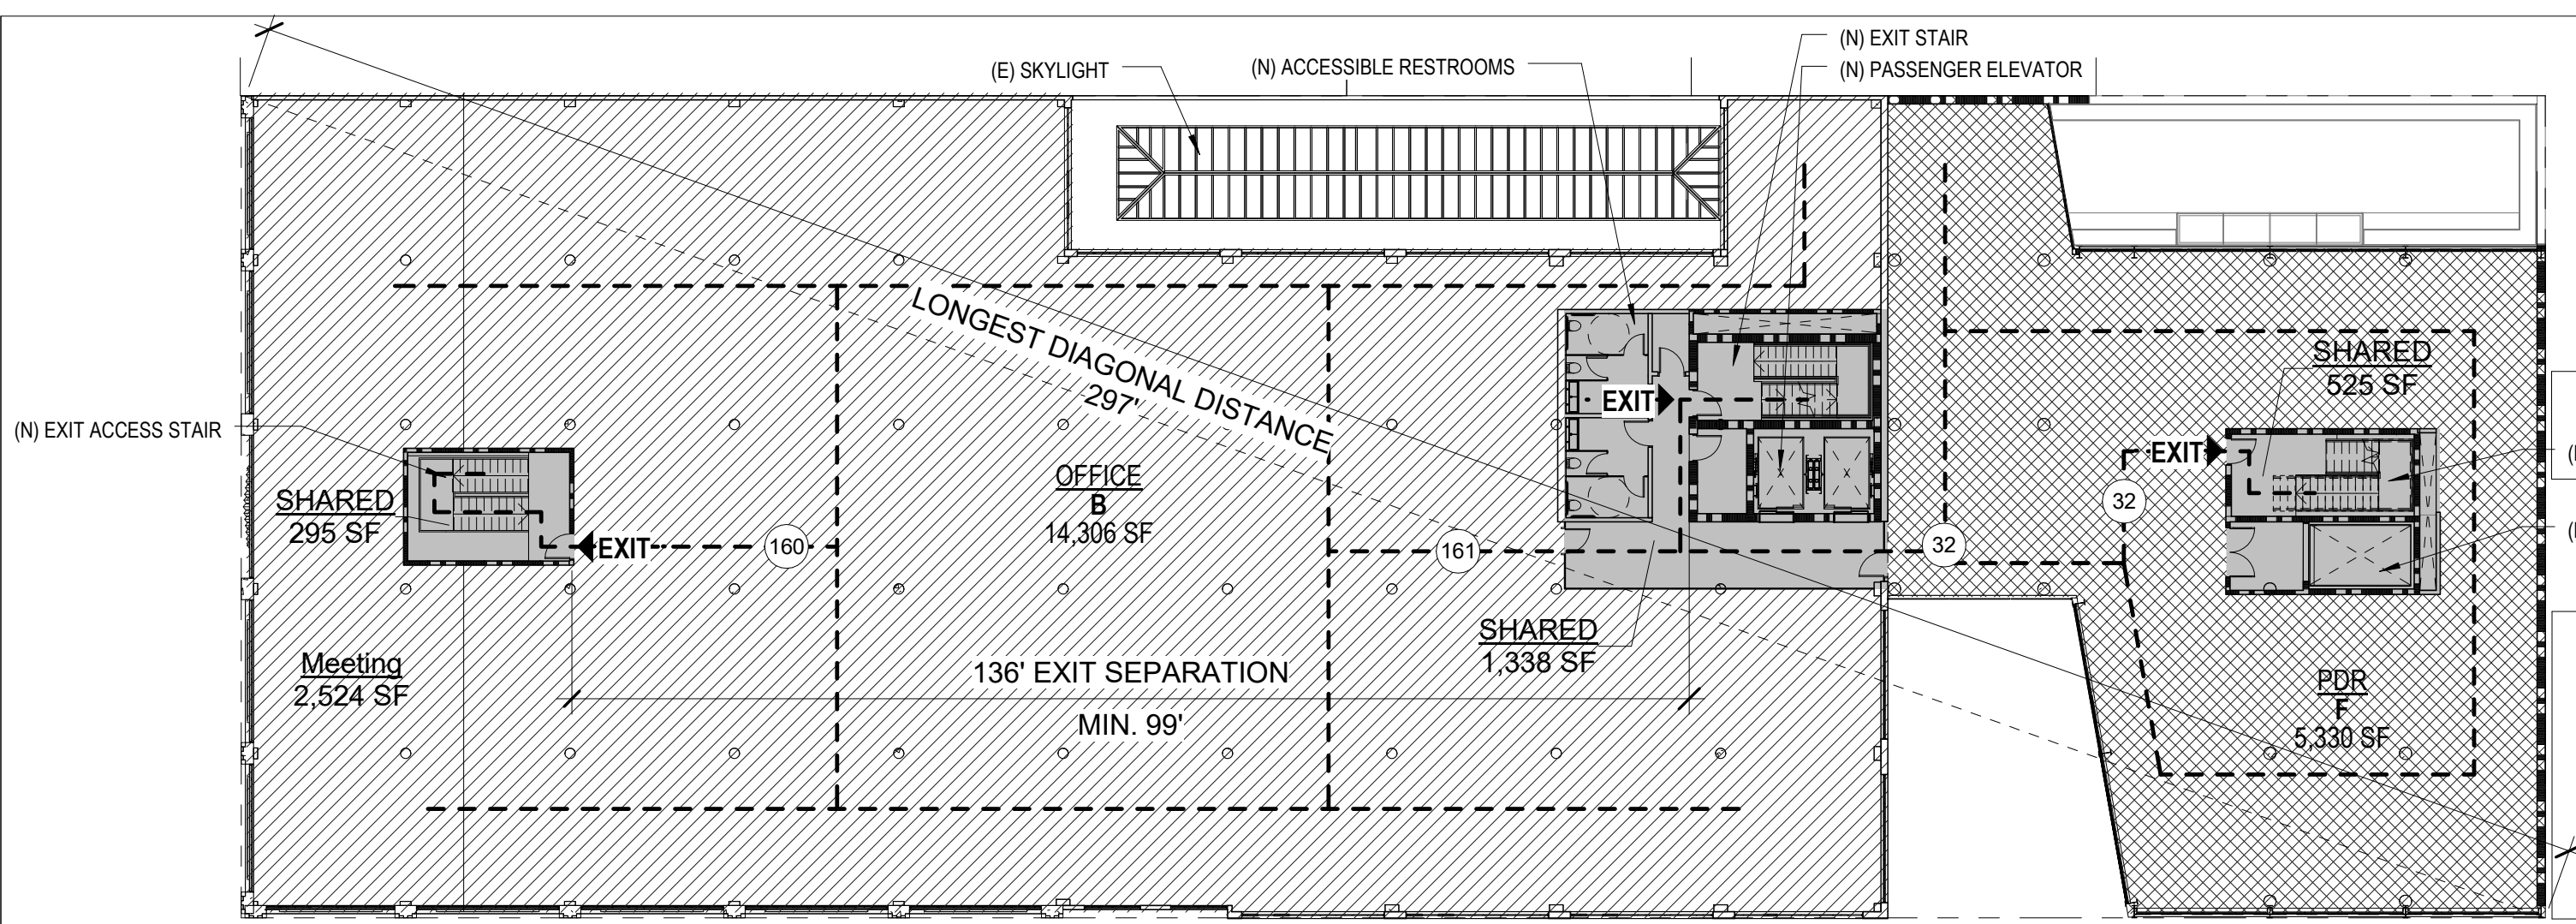 (N) EXIT STAIR
(E) SKYLIGHT
(N) ACCESSIBLE RESTROOMS
(N) PASSENGER ELEVATOR
LONGEST DIAGONAL DISTANCE
297'
SHARED
525 SF
EXIT
(N) EXIT ACCESS STAIR
EXIT
OFFICE
B
14,306 SF
SHARED
295 SF
32
EXIT
160
161
32
SHARED
1,338 SF
Meeting
2,524 SF
136' EXIT SEPARATION
MIN. 99'
PDR
F
5,330 SF